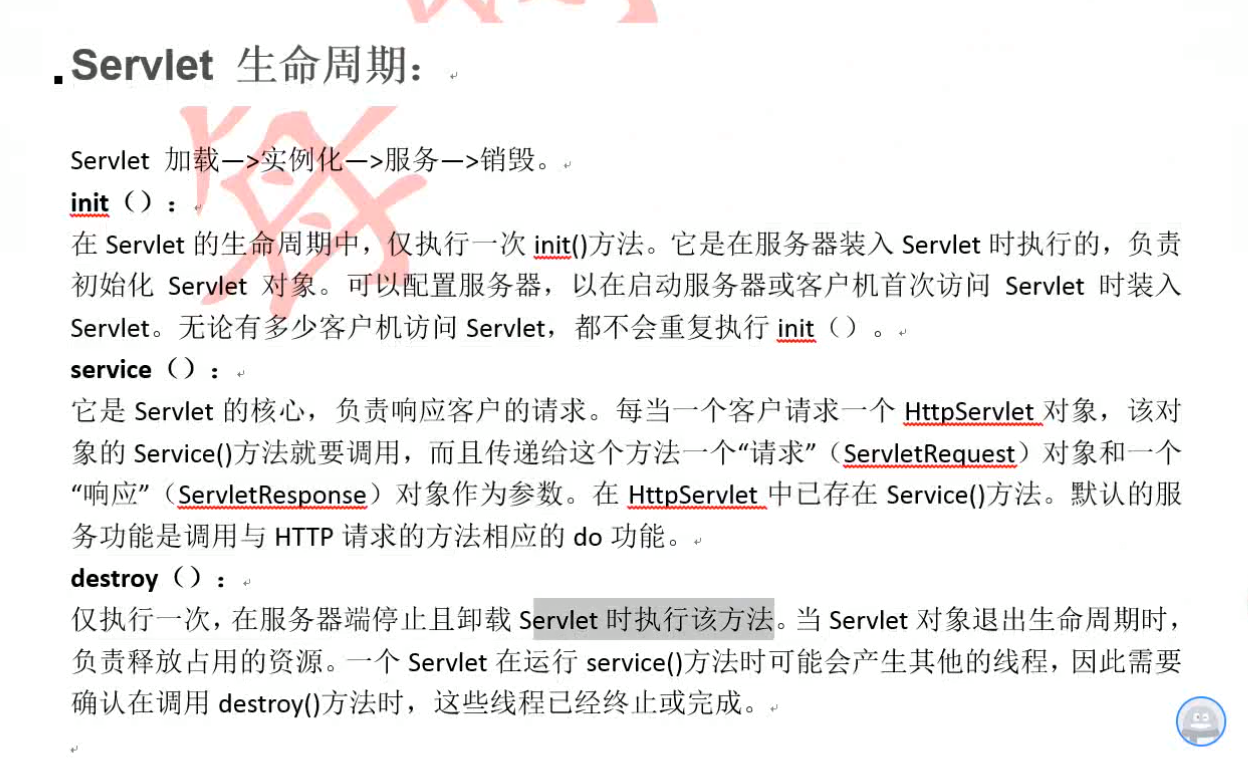 Servlet 生命周期：
Servlet 加载—>实例化—>服务—>销毁。
init（）：
在 Servlet 的生命周期中，仅执行一次 init()方法。它是在服务器装入 Servlet 时执行的，负责
初始化 Servlet 对象。可以配置服务器，以在启动服务器或客户机首次访问 Servlet 时装入
Servlet。无论有多少客户机访问 Servlet，都不会重复执行 init（）。
service（）：
它是 Servlet 的核心，负责响应客户的请求。每当一个客户请求一个 HttpServlet 对象，该对
象的 Service()方法就要调用，而且传递给这个方法一个“请求”（ServletRequest）对象和一个
“响应”（ServletResponse）对象作为参数。在 HttpServlet 中已存在 Service()方法。默认的服
务功能是调用与 HTTP 请求的方法相应的 do 功能。
destroy（）：
仅执行一次，在服务器端停止且卸载 Servlet 时执行该方法。当 Servlet 对象退出生命周期时，
负责释放占用的资源。一个 Servlet 在运行 service()方法时可能会产生其他的线程，因此需要
确认在调用 destroy()方法时，这些线程已经终止或完成。